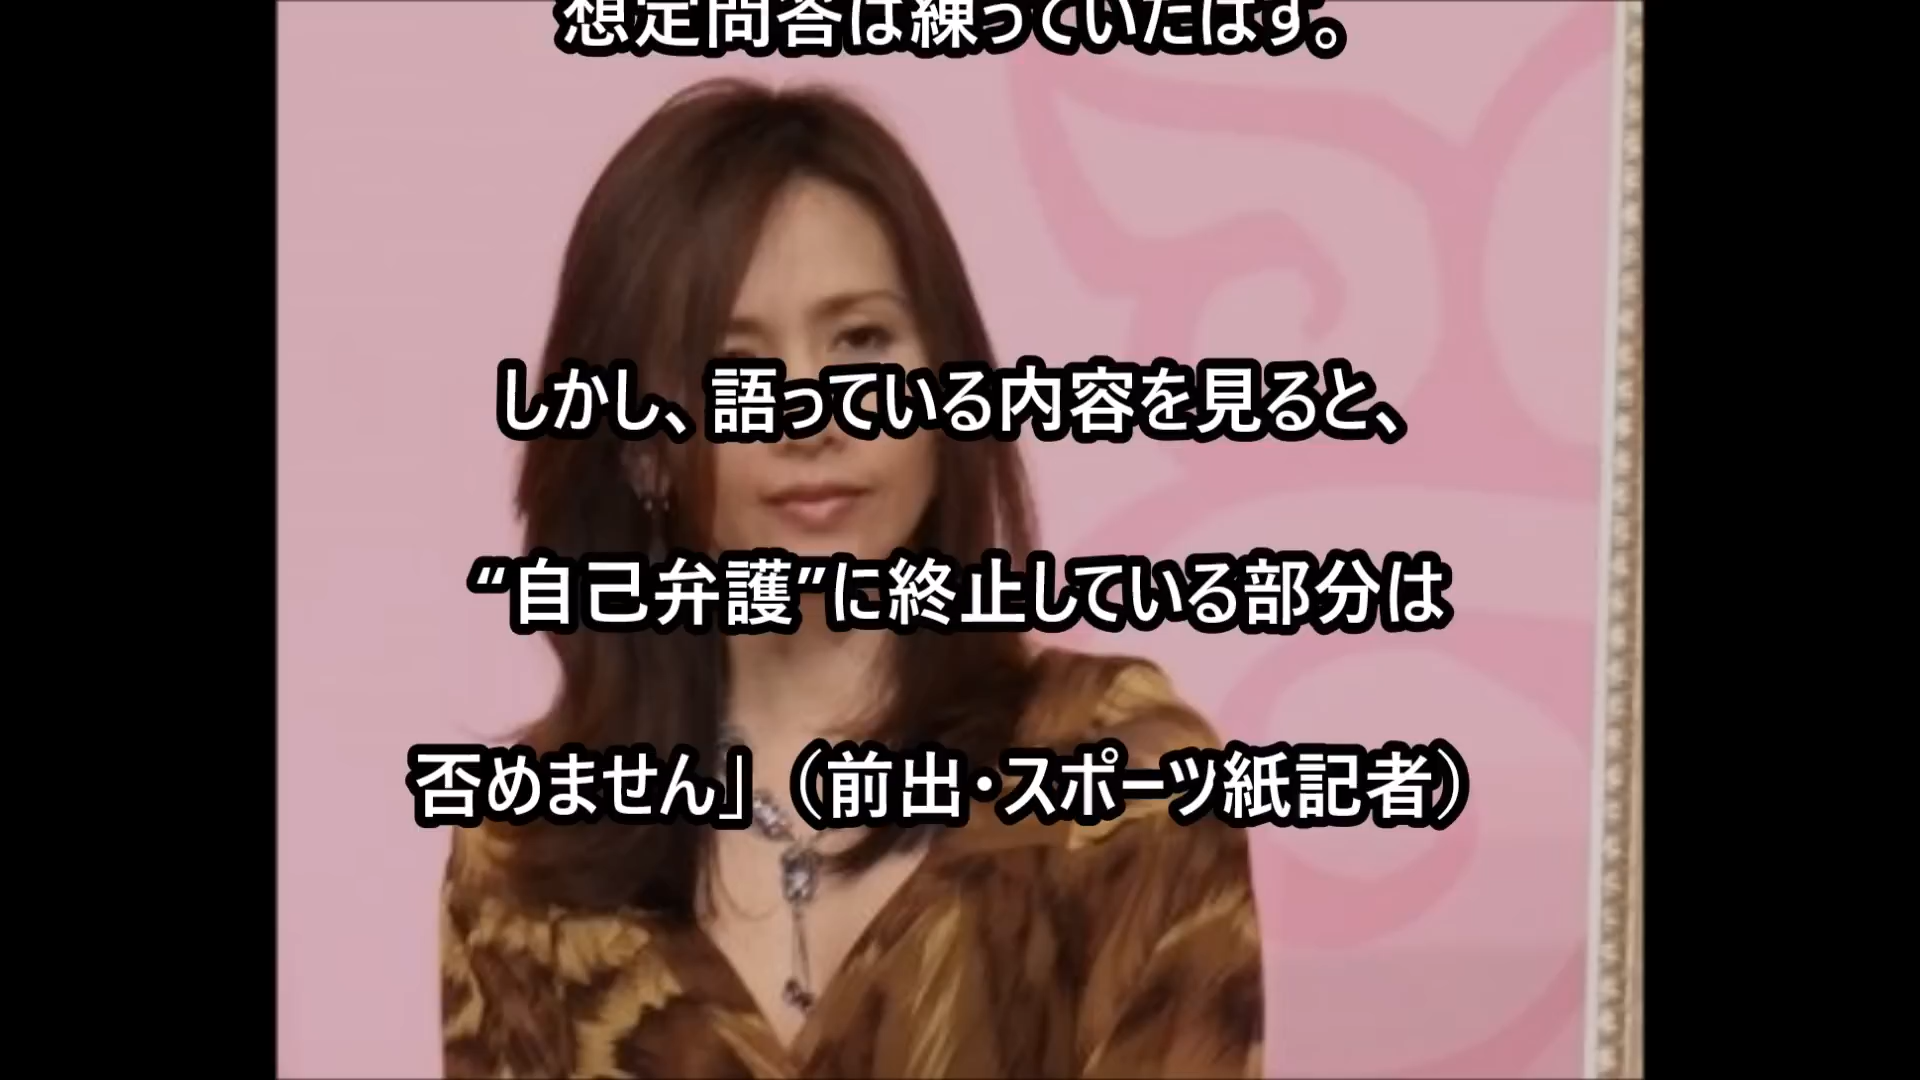 想定問答は練っていたはず。
しかし、語っている内容を見ると、
“自己弁護”に終止している部分は
否めません」（前出・スポーツ紙記者）